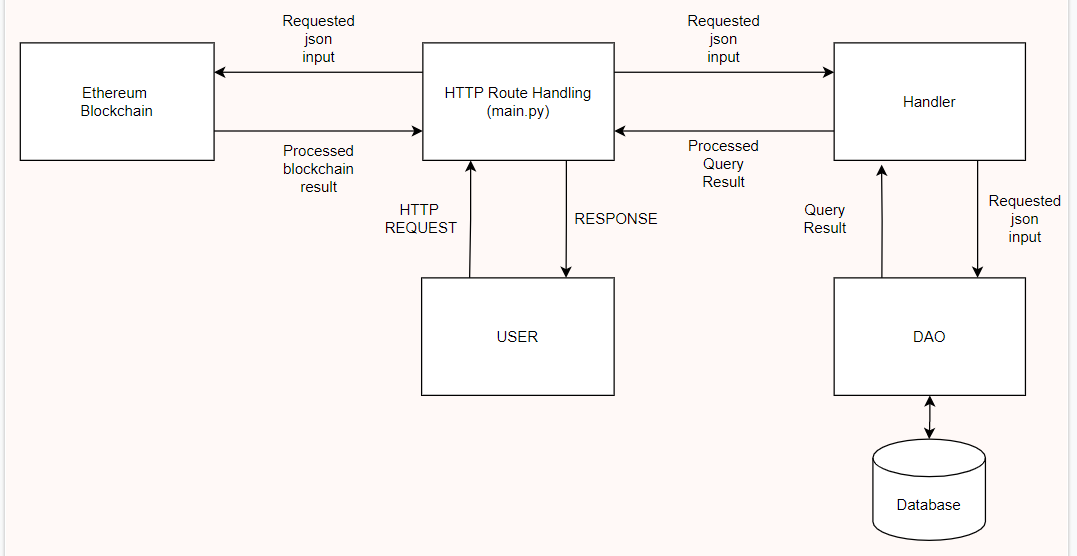 Requested
json
input
Requested
json
input
Ethereum
Blockchain
HTTP Route Handling
(main.py)
Handler
Processed
blockchain
result
Processed
Query
Result
HTTP
REQUEST
RESPONSE
Query
Result
Requested
json
input
USER
DAO
Database